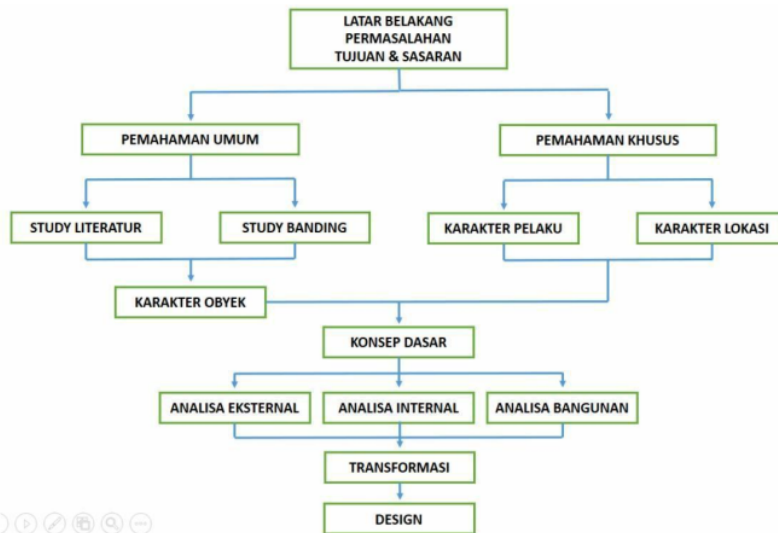 LATAR BELAKANG
PERMASALAHAN
TUJUAN & SASARAN
PEMAHAMAN UMUM
PEMAHAMAN KHUSUS
STUDY LITERATUR
STUDY BANDING
KARAKTER PELAKU
KARAKTER LOKASI
KARAKTER OBYEK
KONSEP DASAR
ANALISA EKSTERNAL
ANALISA INTERNAL
ANALISA BANGUNAN
TRANSFORMASI
DESIGN